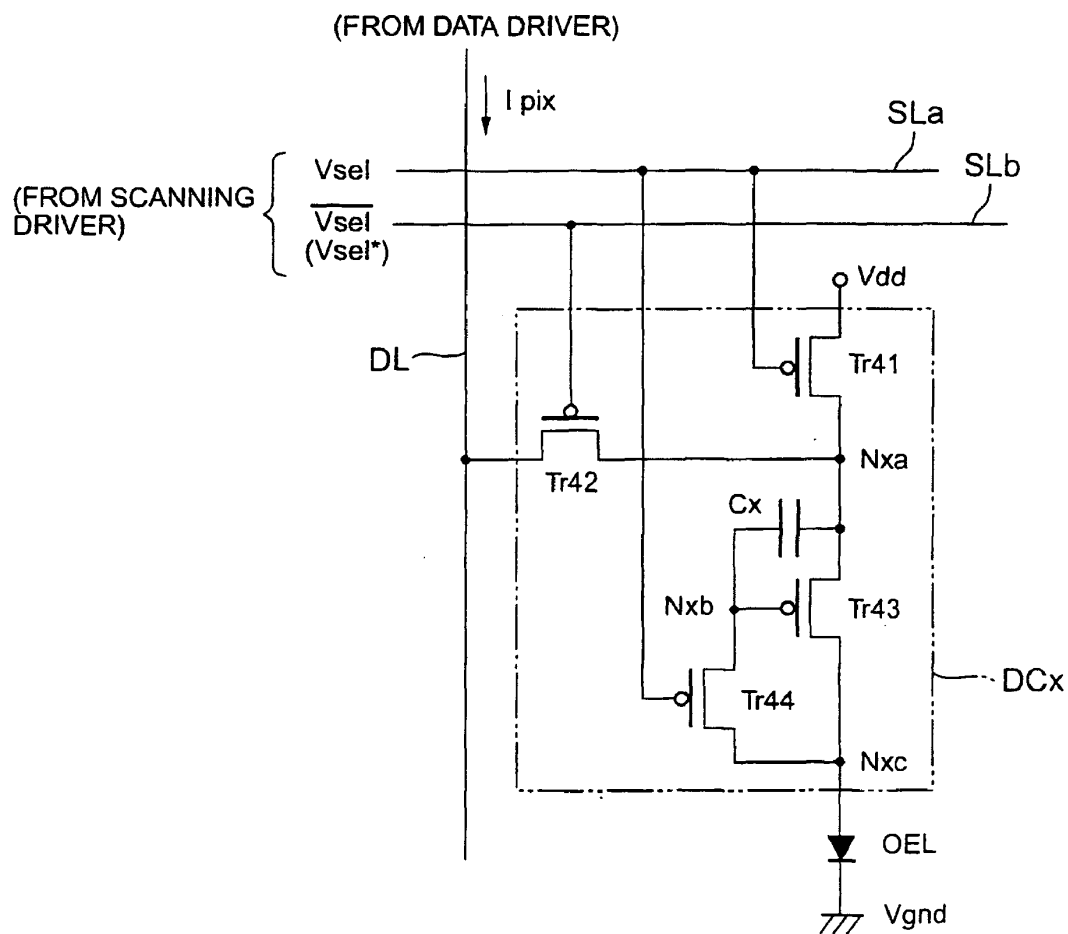 (FROM DATA DRIVER)
I pix
SLa
Vsel
SLb
(FROM SCANNING
DRIVER)
Vsel
(Vsel*)
Vdd
DL
Tr41
Tr42
Nxa
Cx
Nxb
Tr43
Tr44
DCx
Nxc
OEL
Vgnd